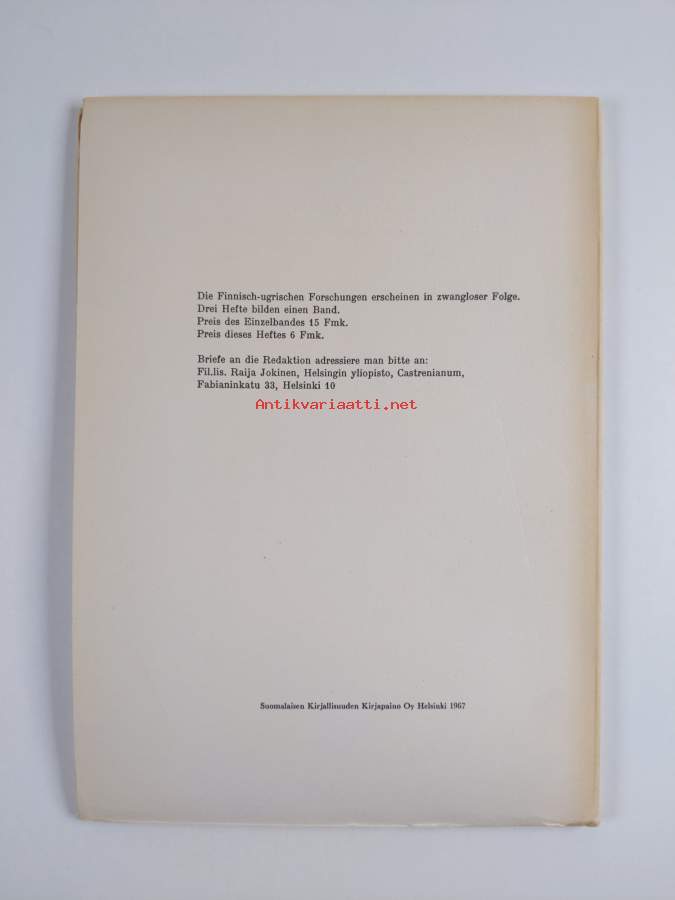 Die Finnisch-ugrischen Forschungen erscheinen in zwangloser Folge.
Drei Hefte bilden einen Band.
Preis des Einzelbandes 15 Fmk.
Preis dieses Heftes 6 Fmk.
Briefe an die Redaktion adressiere man bitte an:
Fil.lis. Raija Jokinen, Helsingin yliopisto, Castrenianum,
Fabianinkatu 33, Helsinki 10
Antikvariaatti.net
Suomalaisen Kirjallisuuden Kirjapaino Oy Helsinki 1967